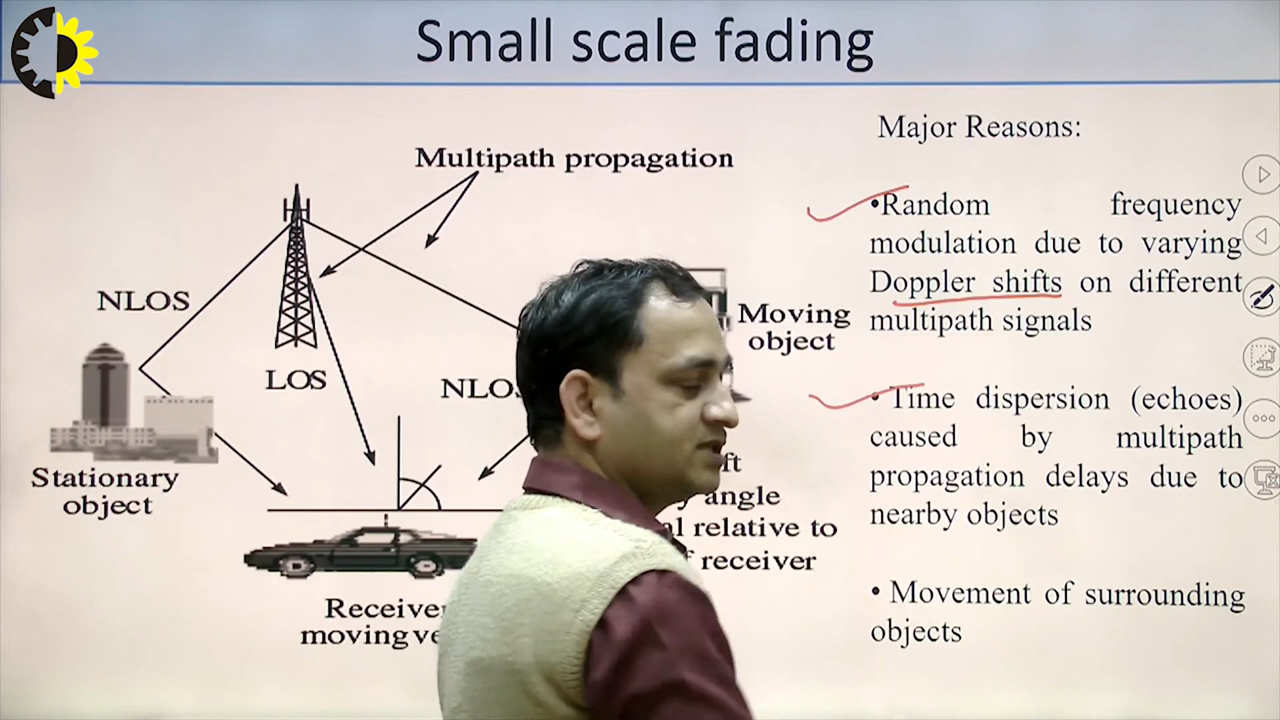 Small scale fading
Multipath propagation
NLOS
LOS
NLOS
Stationary
object
Moving
object
angle
relative to
receiver
Major Reasons:
•Random frequency
modulation due to varying
Doppler shifts on different
multipath signals
• Time dispersion (echoes)
caused by multipath
propagation delays due to
nearby objects
• Movement of surrounding
objects